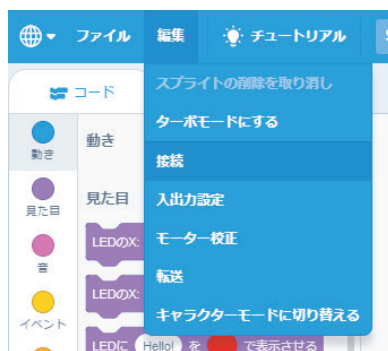 ファイル 編集 チュートリアル S
コード
スプライトの削除を取り消し
ターボモードにする
接続
入出力設定
モーター校正
転送
キャラクターモードに切り替える
動き
見た目
音
イベント
動き
見た目
LEDのX:
LEDのX:
LEDに Hello! を で表示させる